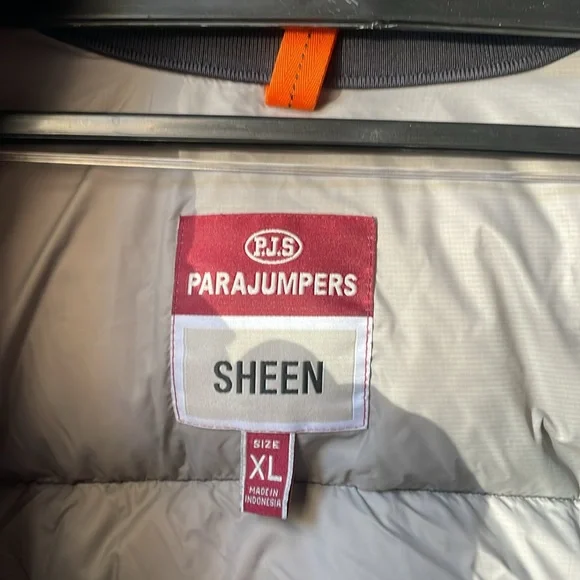 P.J.S
PARAJUMPERS
SHEEN
SIZE
XL
MADE IN
INDONESIA